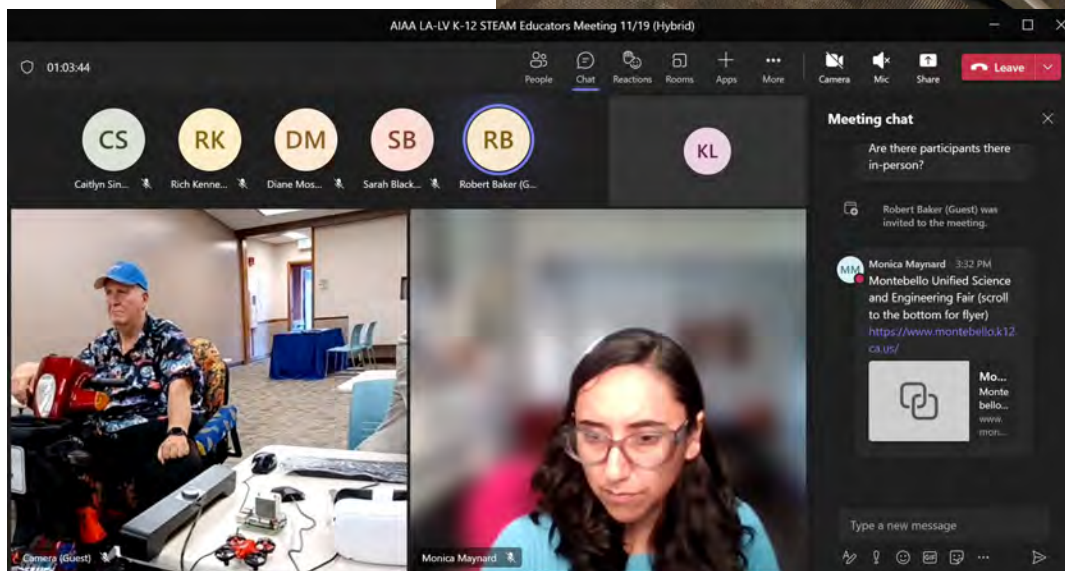 AIAA LA-LV K-12 STEAM Educators Meeting 11/19 (Hybrid)
01:03:44
People
Chat
Reactions
Rooms
Apps
More
Camera
Mic
Share
Leave
CS
RK
DM
SB
RB
KL
Caitlyn Sin...
Rich Kenne...
Diane Mos...
Sarah Black...
Robert Baker (G...
Camera (Guest)
Monica Maynard
Meeting chat
Are there participants there
in-person?
Robert Baker (Guest) was
invited to the meeting.
MM
Monica Maynard 3:32 PM
Montebello Unified Science
and Engineering Fair (scroll
to the bottom for flyer)
https://www.montebello.k12.
ca.us/
Mo...
Monte
bello...
www.
mon...
Type a new message
GIF